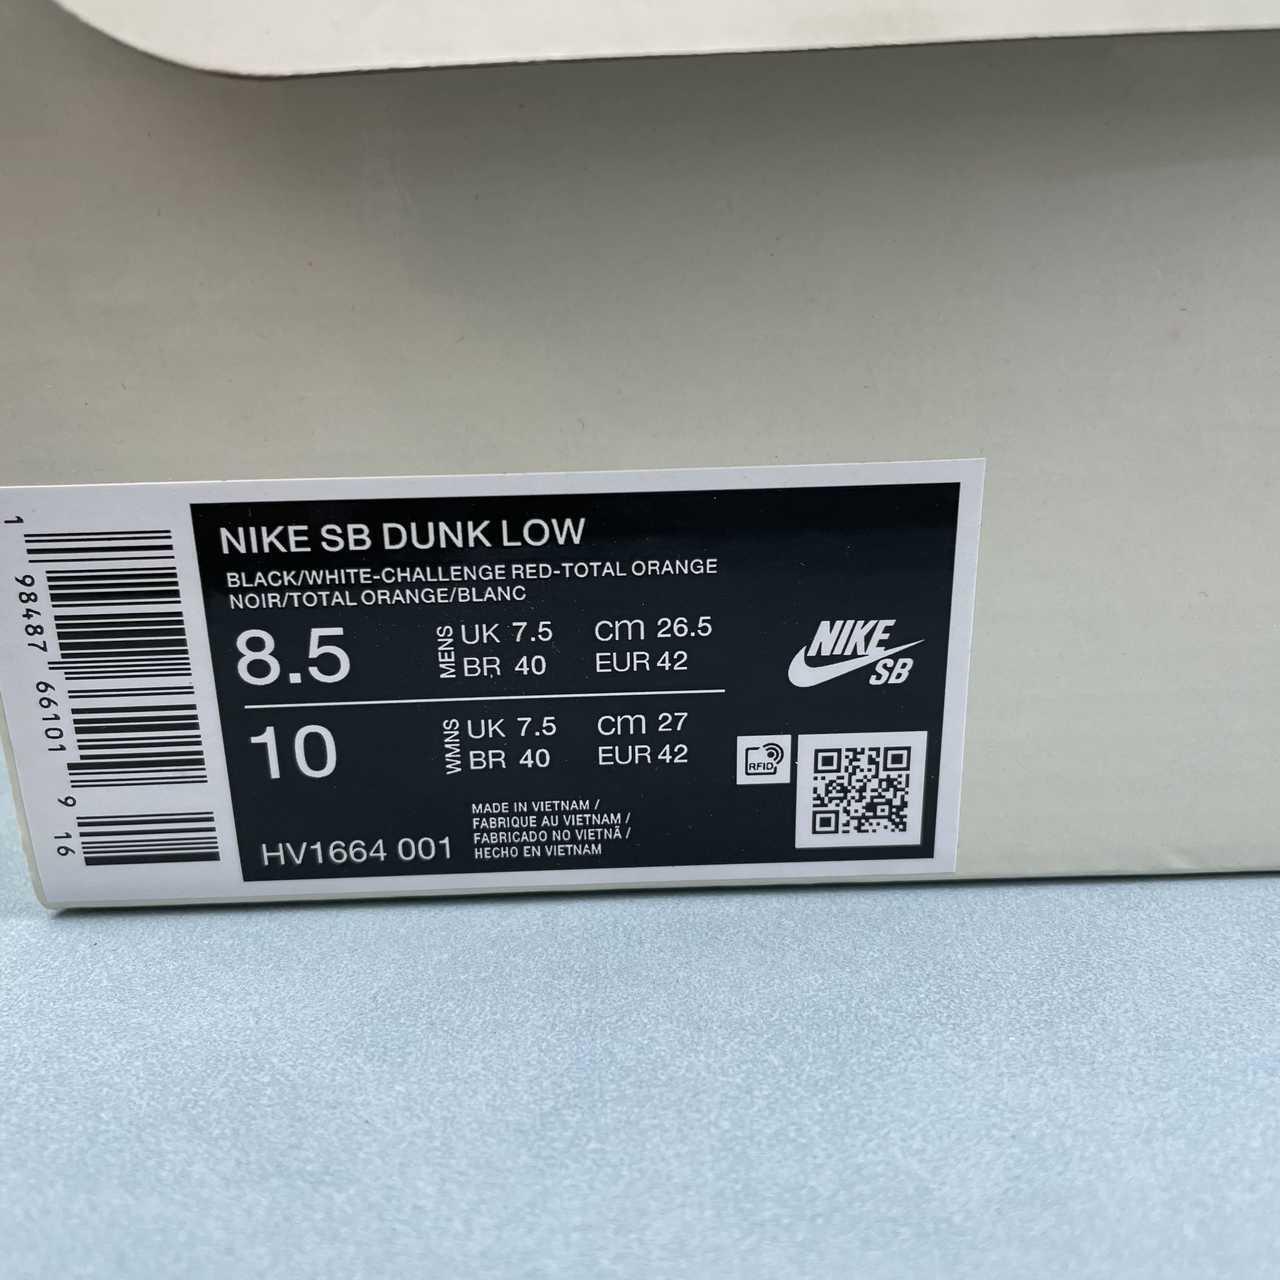 NIKE SB DUNK LOW
BLACK/WHITE-CHALLENGE RED-TOTAL ORANGE
NOIR/TOTAL ORANGE/BLANC
8.5 MENS UK 7.5 cm 26.5
BR 40 EUR 42
10 WMNS UK 7.5 cm 27
BR 40 EUR 42
NIKE
SB
RFID
MADE IN VIETNAM /
FABRIQUE AU VIETNAM /
FABRICADO NO VIETNÃ /
HECHO EN VIETNAM
HV1664 001
1 98487 66101 9 16